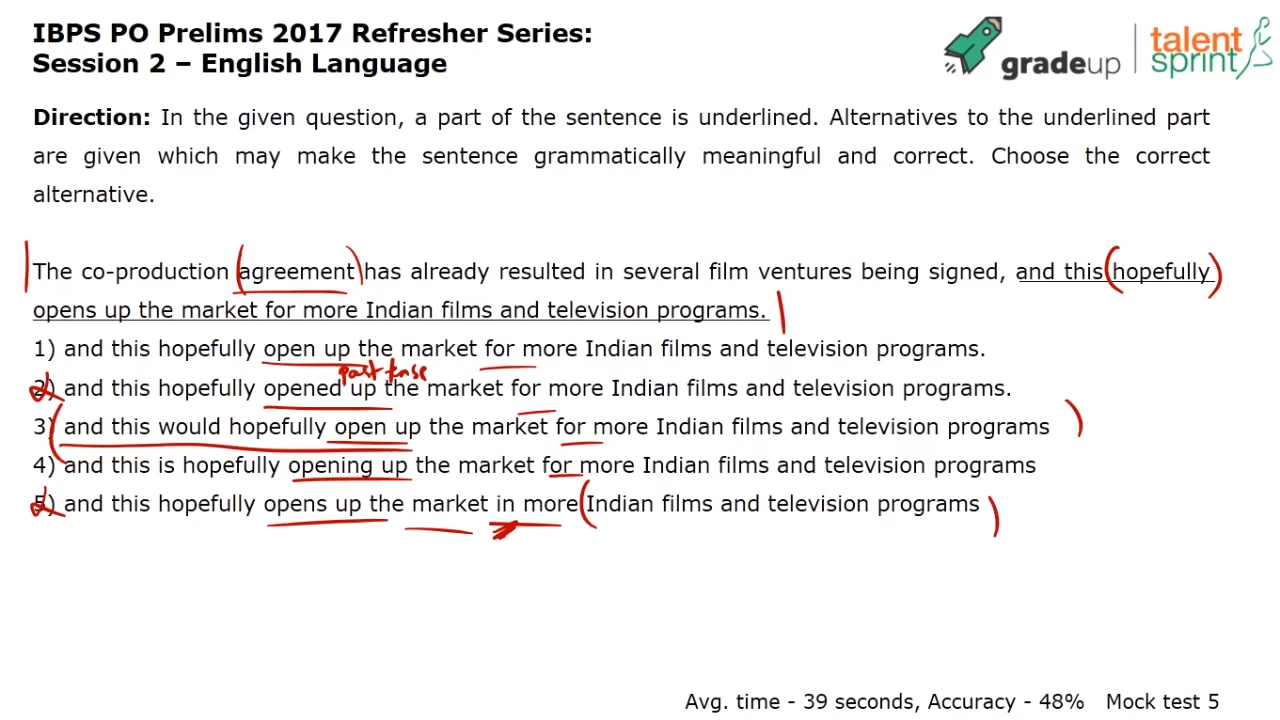 IBPS PO Prelims 2017 Refresher Series:
Session 2 – English Language
gradeup
talent
sprint
Direction: In the given question, a part of the sentence is underlined. Alternatives to the underlined part
are given which may make the sentence grammatically meaningful and correct. Choose the correct
alternative.
The co-production agreement has already resulted in several film ventures being signed, and this hopefully
opens up the market for more Indian films and television programs.
1) and this hopefully open up the market for more Indian films and television programs.
past tense
2) and this hopefully opened up the market for more Indian films and television programs.
3) and this would hopefully open up the market for more Indian films and television programs
4) and this is hopefully opening up the market for more Indian films and television programs
5) and this hopefully opens up the market in more Indian films and television programs
Avg. time - 39 seconds, Accuracy - 48% Mock test 5